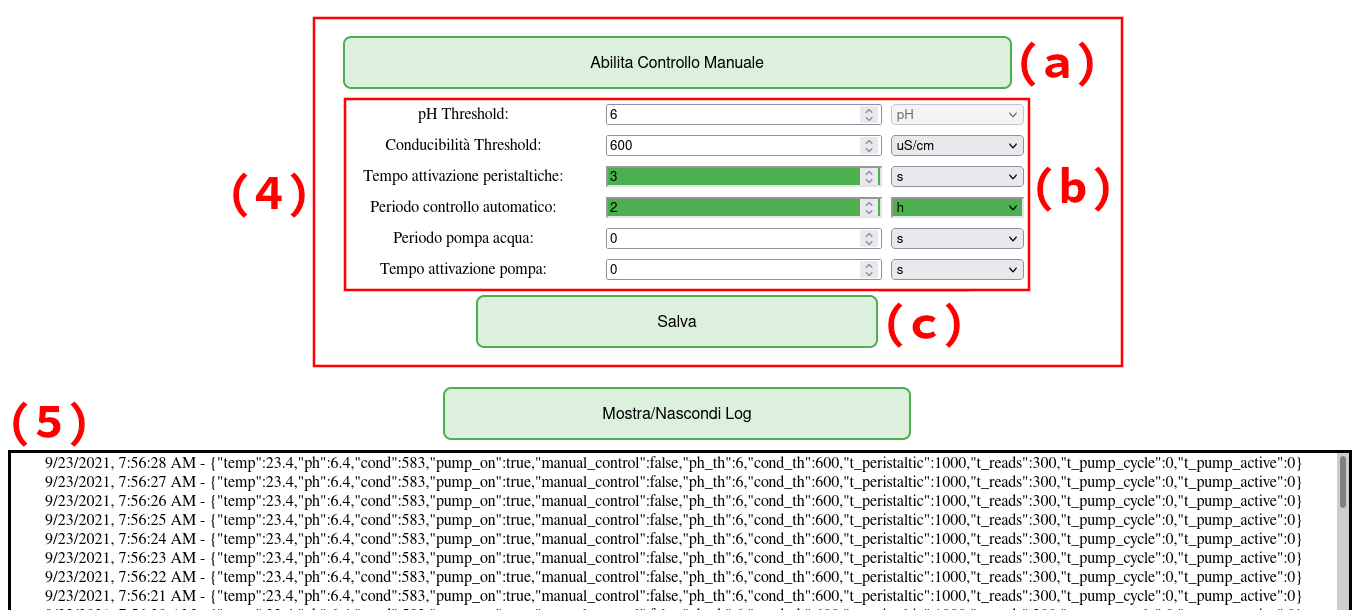 Abilita Controllo Manuale (a)
pH Threshold: 6 pH
Conducibilità Threshold: 600 uS/cm
Tempo attivazione peristaltiche: 3 s
(4) (b)
Periodo controllo automatico: 2 h
Periodo pompa acqua: 0 s
Tempo attivazione pompa: 0 s
Salva (c)
Mostra/Nascondi Log
(5)
9/23/2021, 7:56:28 AM - {"temp":23.4,"ph":6.4,"cond":583,"pump_on":true,"manual_control":false,"ph_th":6,"cond_th":600,"t_peristaltic":1000,"t_reads":300,"t_pump_cycle":0,"t_pump_active":0}
9/23/2021, 7:56:27 AM - {"temp":23.4,"ph":6.4,"cond":583,"pump_on":true,"manual_control":false,"ph_th":6,"cond_th":600,"t_peristaltic":1000,"t_reads":300,"t_pump_cycle":0,"t_pump_active":0}
9/23/2021, 7:56:26 AM - {"temp":23.4,"ph":6.4,"cond":583,"pump_on":true,"manual_control":false,"ph_th":6,"cond_th":600,"t_peristaltic":1000,"t_reads":300,"t_pump_cycle":0,"t_pump_active":0}
9/23/2021, 7:56:25 AM - {"temp":23.4,"ph":6.4,"cond":583,"pump_on":true,"manual_control":false,"ph_th":6,"cond_th":600,"t_peristaltic":1000,"t_reads":300,"t_pump_cycle":0,"t_pump_active":0}
9/23/2021, 7:56:24 AM - {"temp":23.4,"ph":6.4,"cond":583,"pump_on":true,"manual_control":false,"ph_th":6,"cond_th":600,"t_peristaltic":1000,"t_reads":300,"t_pump_cycle":0,"t_pump_active":0}
9/23/2021, 7:56:23 AM - {"temp":23.4,"ph":6.4,"cond":583,"pump_on":true,"manual_control":false,"ph_th":6,"cond_th":600,"t_peristaltic":1000,"t_reads":300,"t_pump_cycle":0,"t_pump_active":0}
9/23/2021, 7:56:22 AM - {"temp":23.4,"ph":6.4,"cond":583,"pump_on":true,"manual_control":false,"ph_th":6,"cond_th":600,"t_peristaltic":1000,"t_reads":300,"t_pump_cycle":0,"t_pump_active":0}
9/23/2021, 7:56:21 AM - {"temp":23.4,"ph":6.4,"cond":583,"pump_on":true,"manual_control":false,"ph_th":6,"cond_th":600,"t_peristaltic":1000,"t_reads":300,"t_pump_cycle":0,"t_pump_active":0}